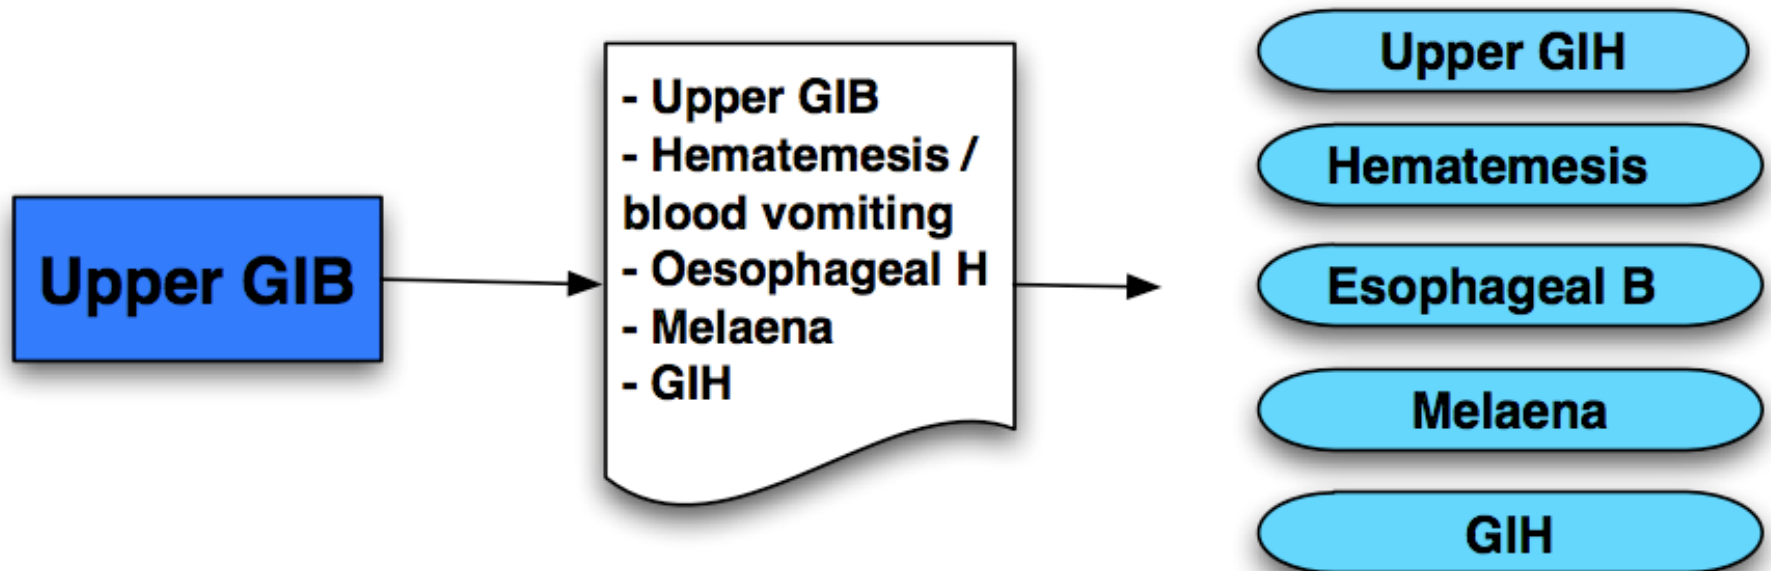 Upper GIB
- Upper GIB
- Hematemesis /
blood vomiting
- Oesophageal H
- Melaena
- GIH
Upper GIH
Hematemesis
Esophageal B
Melaena
GIH